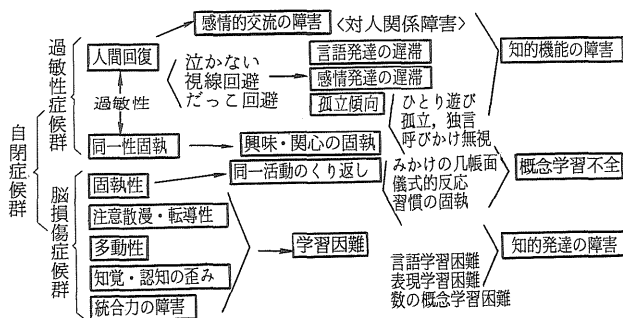 感情的交流の障害〈対人関係障害〉
人間回復
泣かない
視線回避
だっこ回避
言語発達の遅滞
感情発達の遅滞
孤立傾向
知的機能の障害
過敏性症候群
過敏性
ひとり遊び
孤立,独言
呼びかけ無視
同一性固執
興味・関心の固執
自閉症候群
固執性
同一活動のくり返し
みかけの几帳面
儀式的反応
習慣の固執
概念学習不全
脳損傷症候群
注意散漫・転導性
多動性
知覚・認知の歪み
統合力の障害
学習因難
言語学習困難
表現学習困難
数の概念学習困難
知的発達の障害